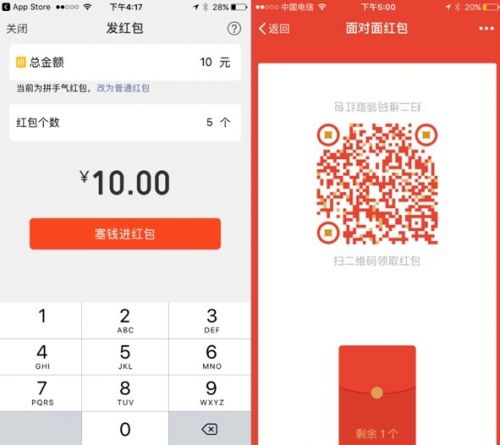 App Store 下午4:17 28%
关闭 发红包 ?
拼 总金额 10 元
当前为拼手气红包,改为普通红包
红包个数 5 个
¥10.00
塞钱进红包
1 2 3
ABC DEF
4 5 6
GHI JKL MNO
7 8 9
PQRS TUV WXYZ
0
中国电信 下午5:00 20%
返回 面对面红包
扫二维码领取红包
扫二维码领取红包
剩余1个